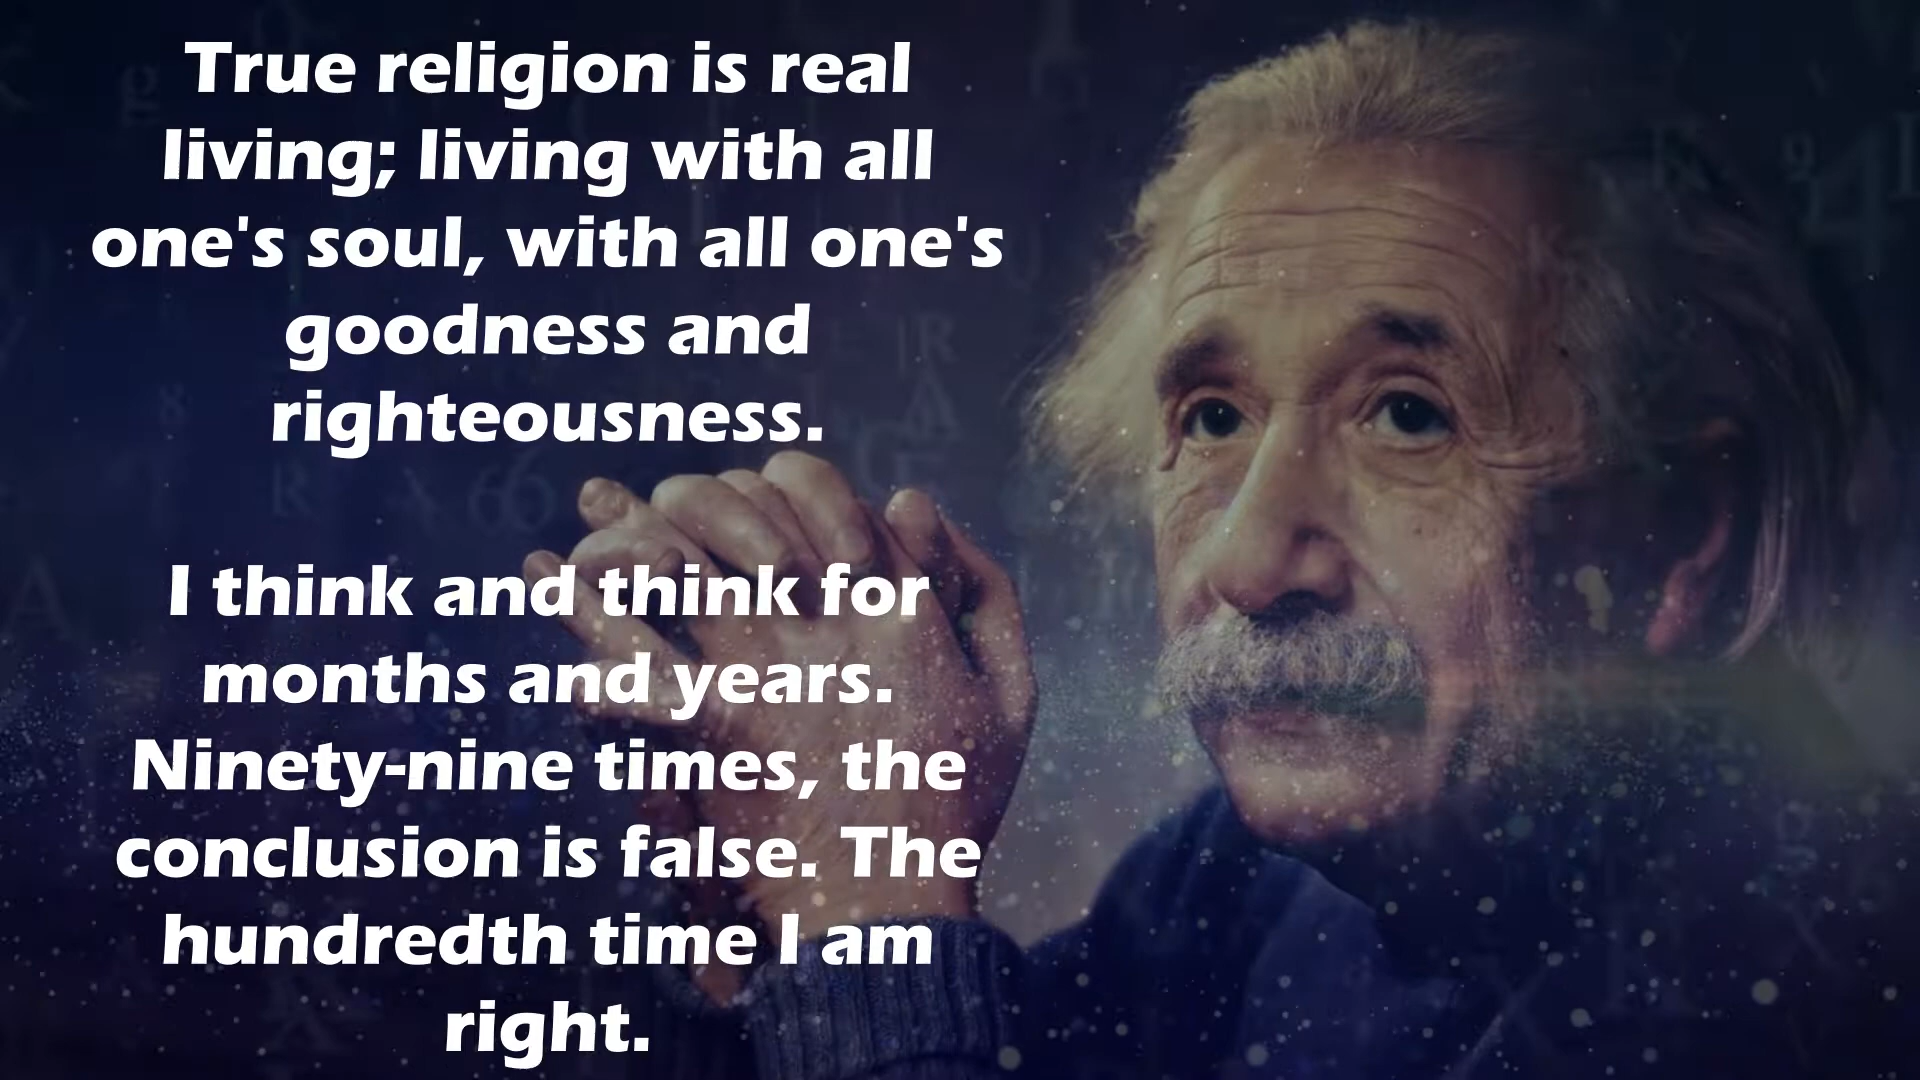 True religion is real
living; living with all
one's soul, with all one's
goodness and
righteousness.
I think and think for
months and years.
Ninety-nine times, the
conclusion is false. The
hundredth time I am
right.